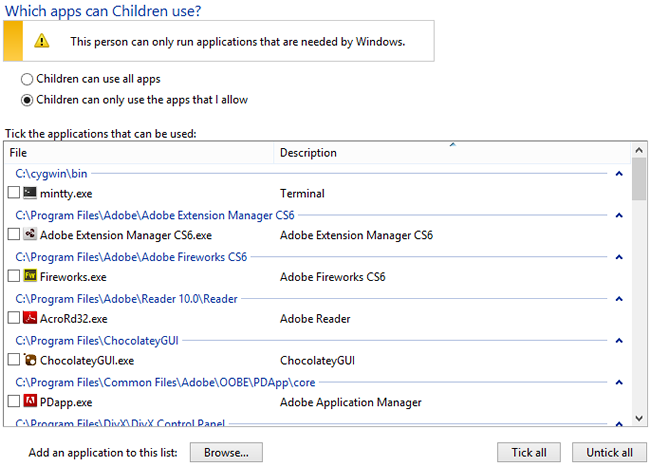 Which apps can Children use?
This person can only run applications that are needed by Windows.
Children can use all apps
Children can only use the apps that I allow
Tick the applications that can be used:
File Description
C:\cygwin\bin
mintty.exe Terminal
C:\Program Files\Adobe\Adobe Extension Manager CS6
Adobe Extension Manager CS6.exe Adobe Extension Manager CS6
C:\Program Files\Adobe\Adobe Fireworks CS6
Fw Fireworks.exe Adobe Fireworks CS6
C:\Program Files\Adobe\Reader 10.0\Reader
AcroRd32.exe Adobe Reader
C:\Program Files\ChocolateyGUI
ChocolateyGUI.exe ChocolateyGUI
C:\Program Files\Common Files\Adobe\OOBE\PDApp\core
PDapp.exe Adobe Application Manager
C:\Program Files\DivX\DivX Control Panel
Add an application to this list: Browse... Tick all Untick all